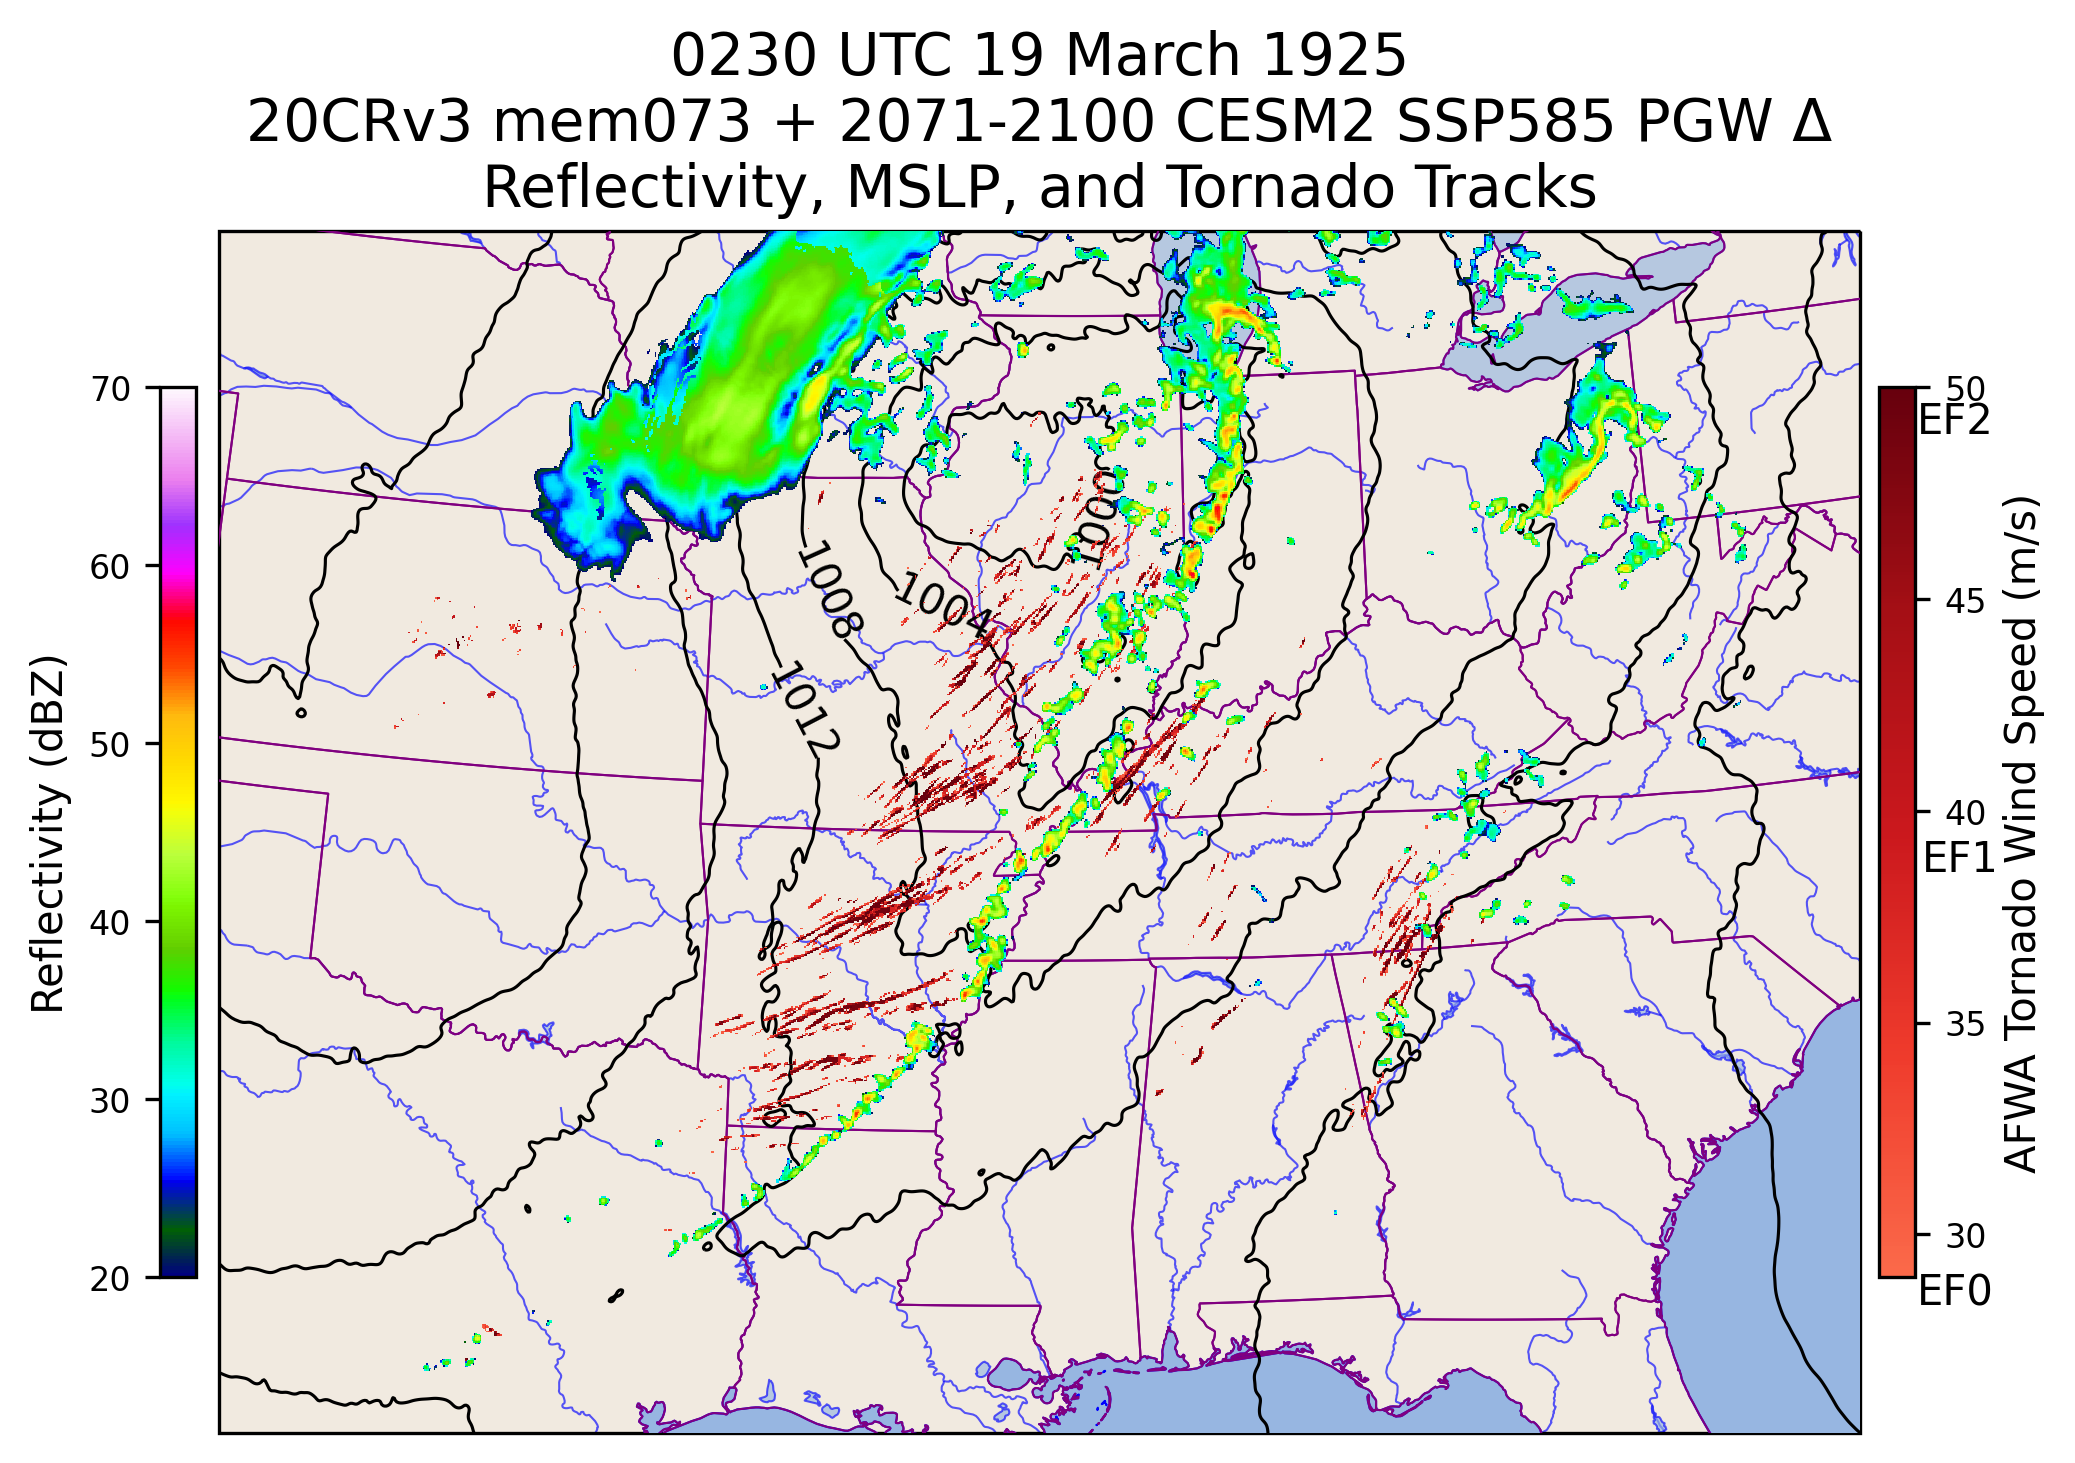 0230 UTC 19 March 1925
20CRv3 mem073 + 2071-2100 CESM2 SSP585 PGW Δ
Reflectivity, MSLP, and Tornado Tracks
Reflectivity (dBZ)
70
60
50
40
30
20
1000
1004
1008
1012
50
EF2
45
40
EF1
35
30
EF0
AFWA Tornado Wind Speed (m/s)